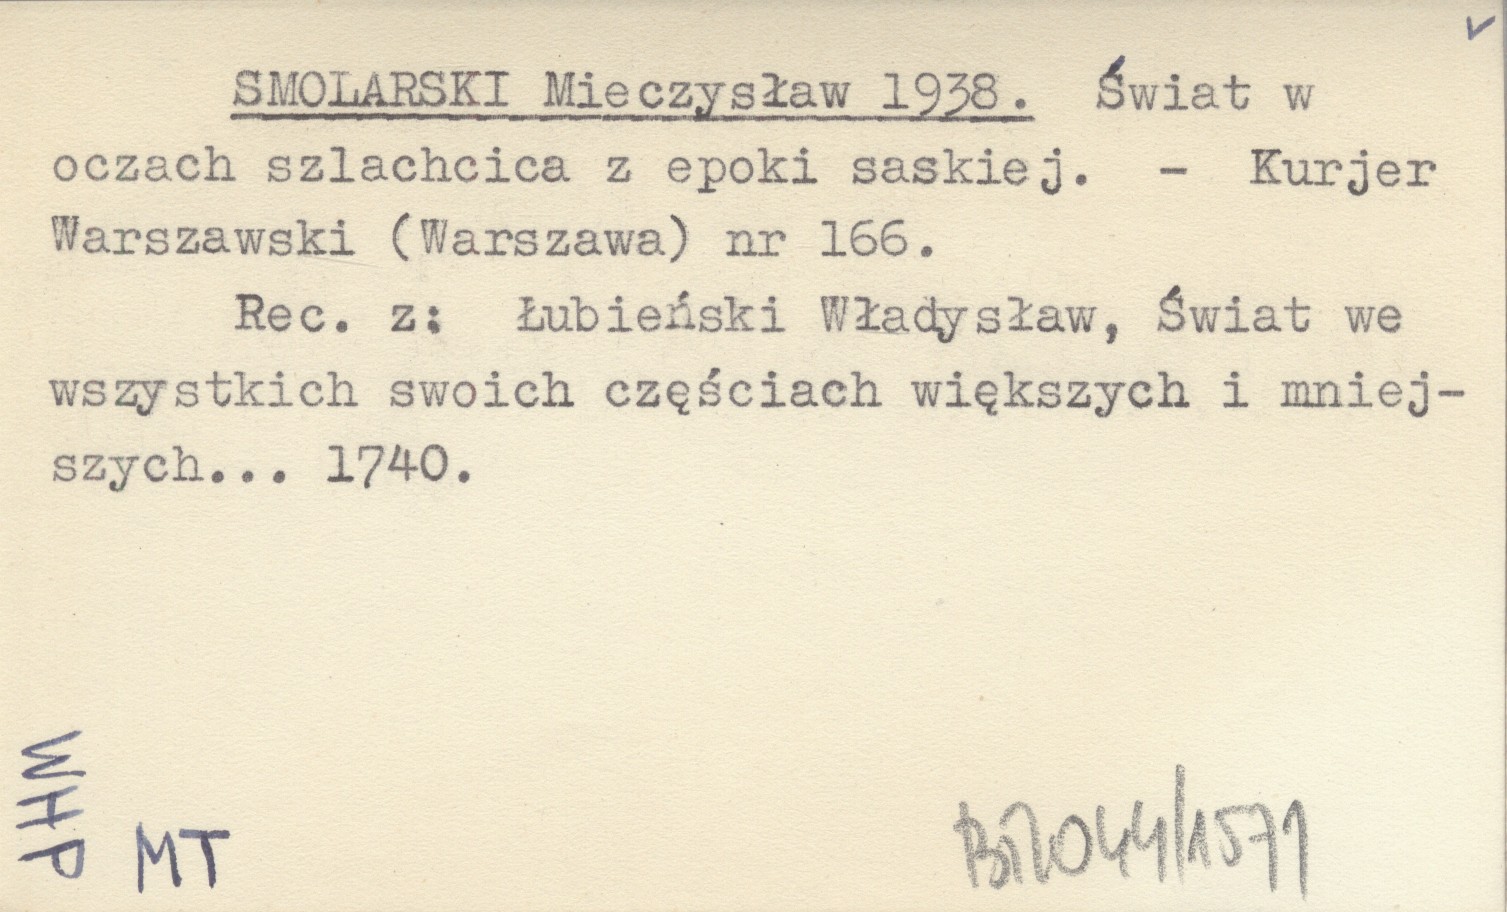 SMOLARSKI Mieczysław 1938. Świat w
oczach szlachcica z epoki saskiej. - Kurjer
Warszawski (Warszawa) nr 166.
Rec. z: Łubieński Władysław, Świat we
wszystkich swoich częściach większych i mniej-
szych... 1740.
WHP
MT